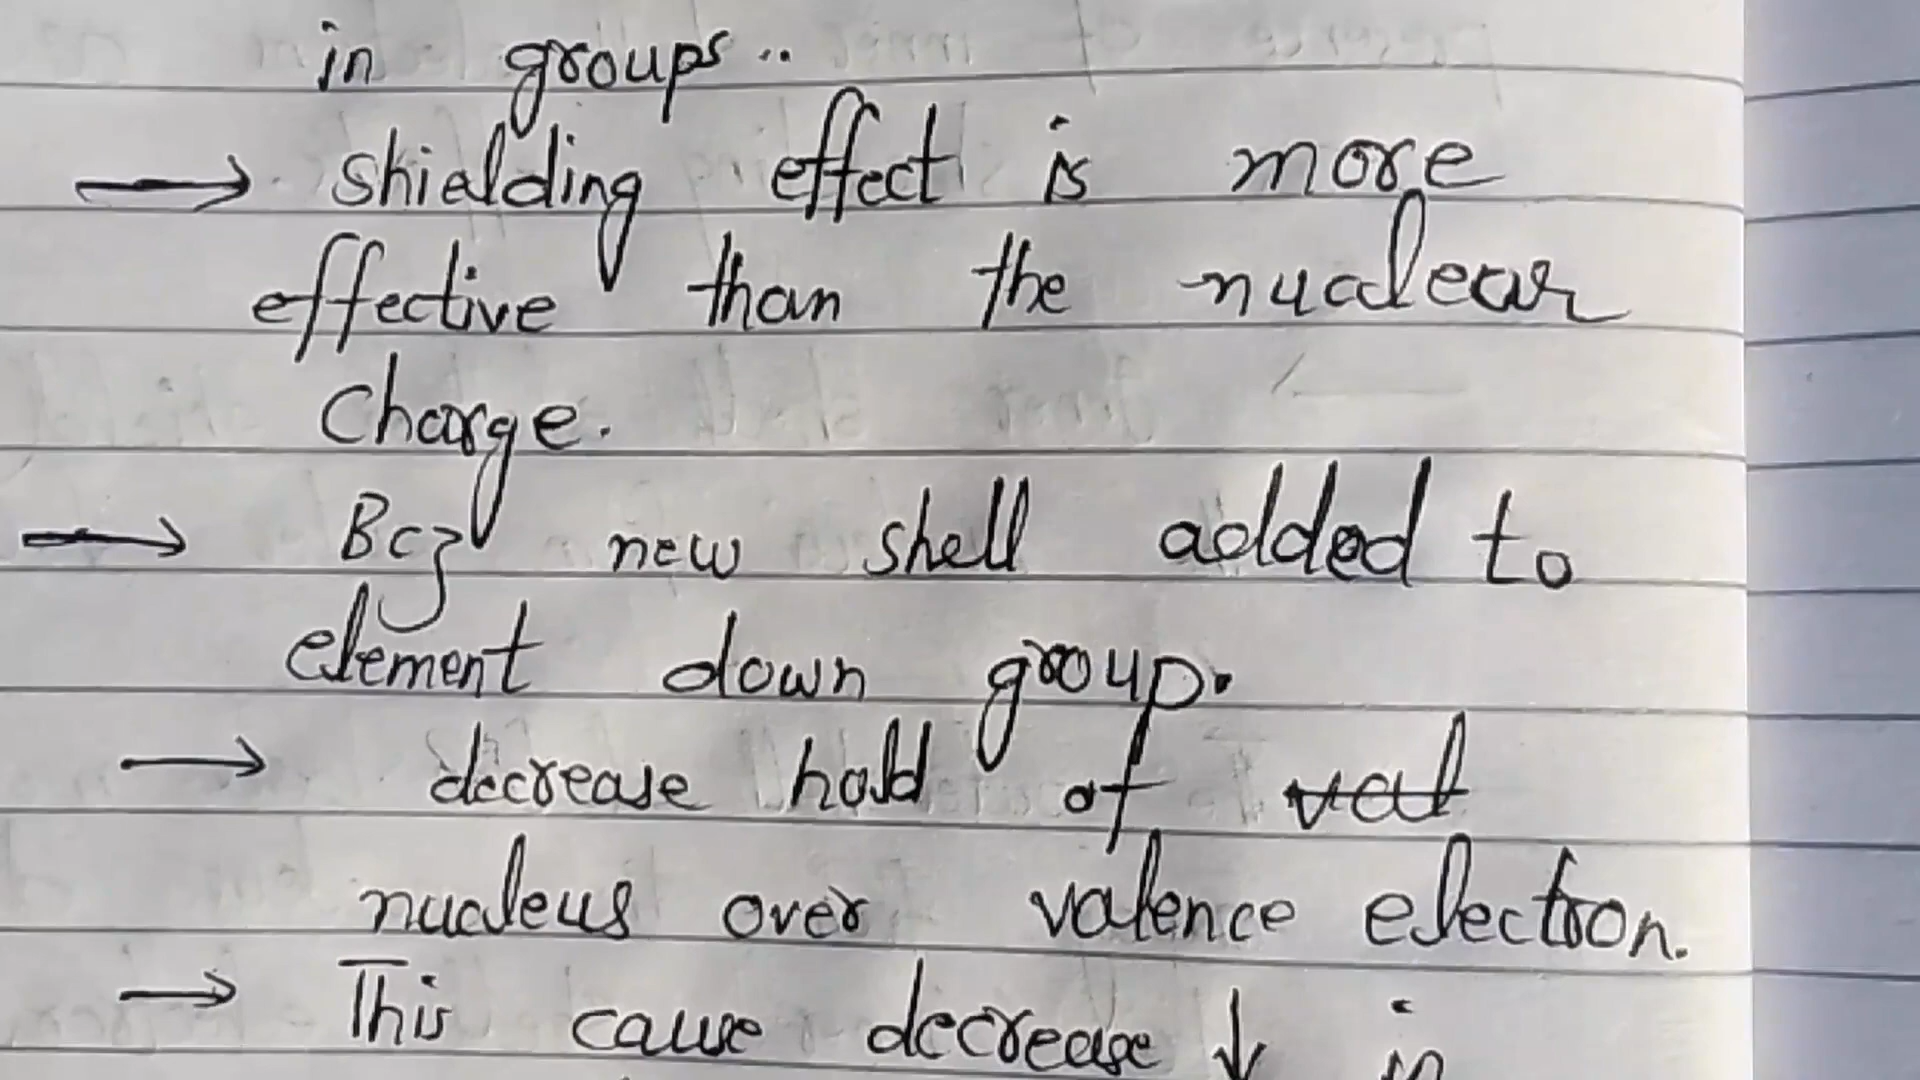 in groups..
→ shielding effect is more
effective than the nuclear
charge.
→ Bcz new shell added to
element down group.
→ decrease hold of val
nucleus over valence electron.
→ This cause decrease ↓ in